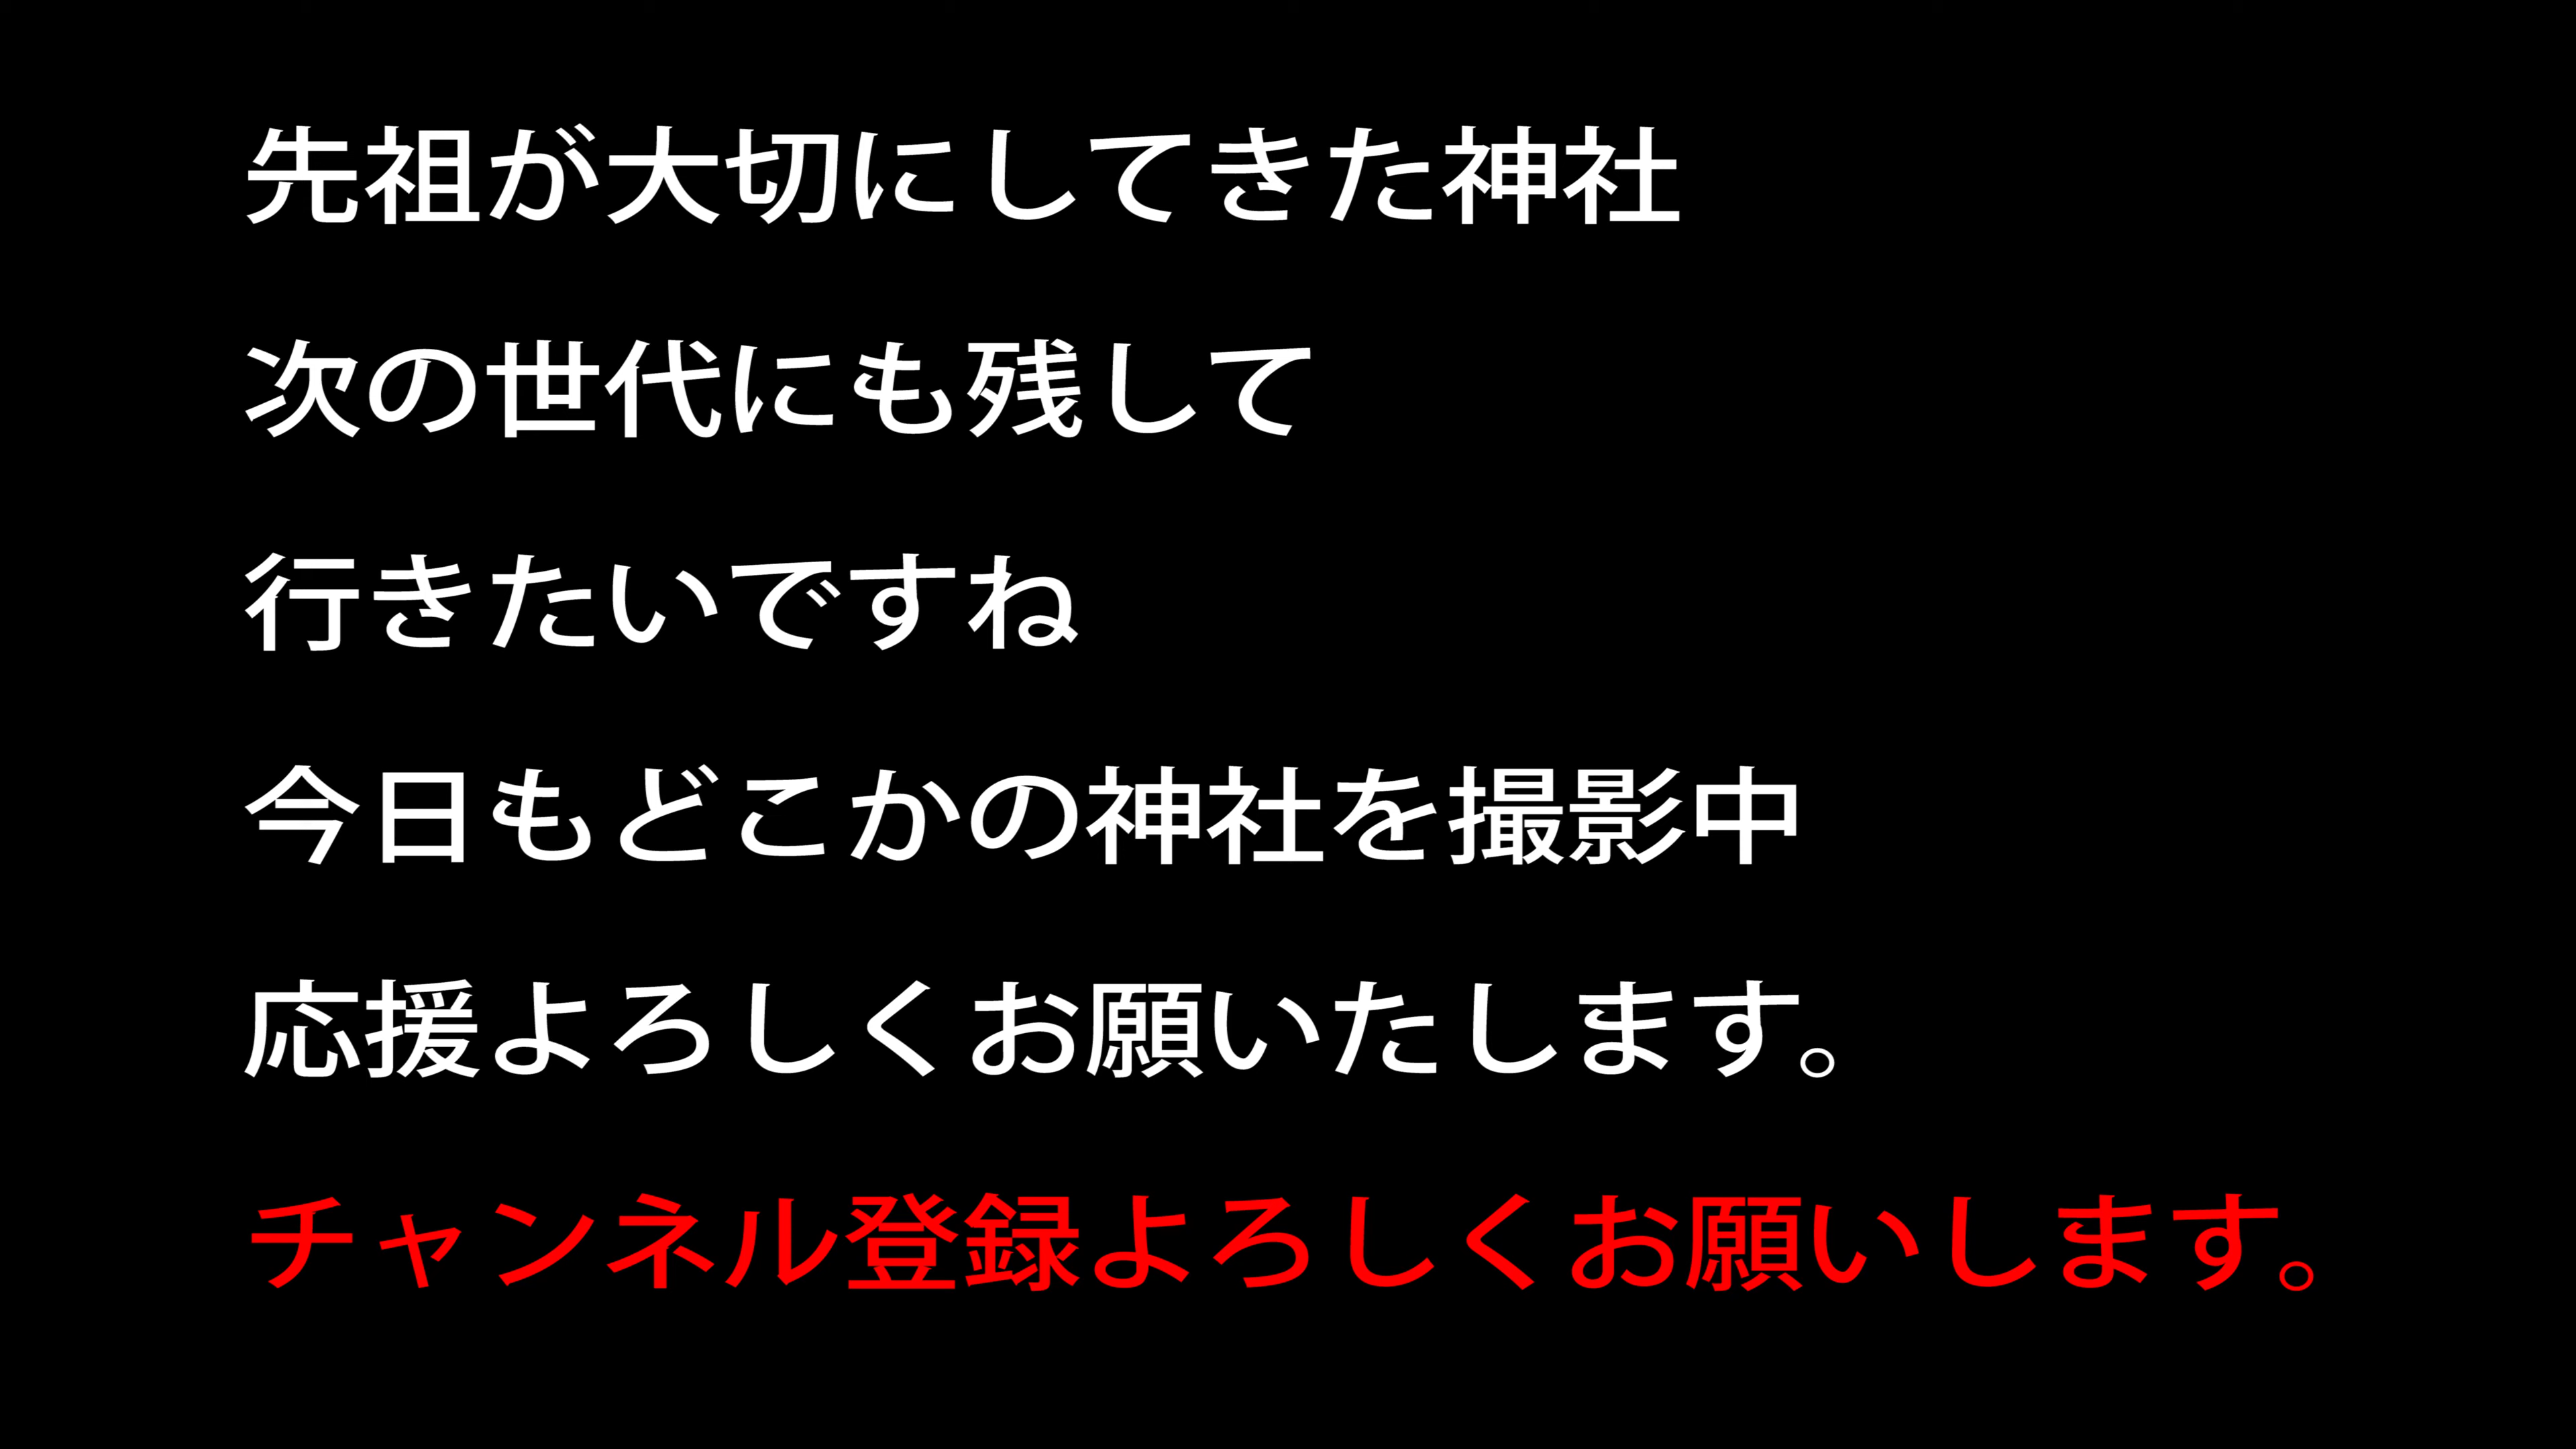 先祖が大切にしてきた神社
次の世代にも残して
行きたいですね
今日もどこかの神社を撮影中
応援よろしくお願いたします。
チャンネル登録よろしくお願いします。